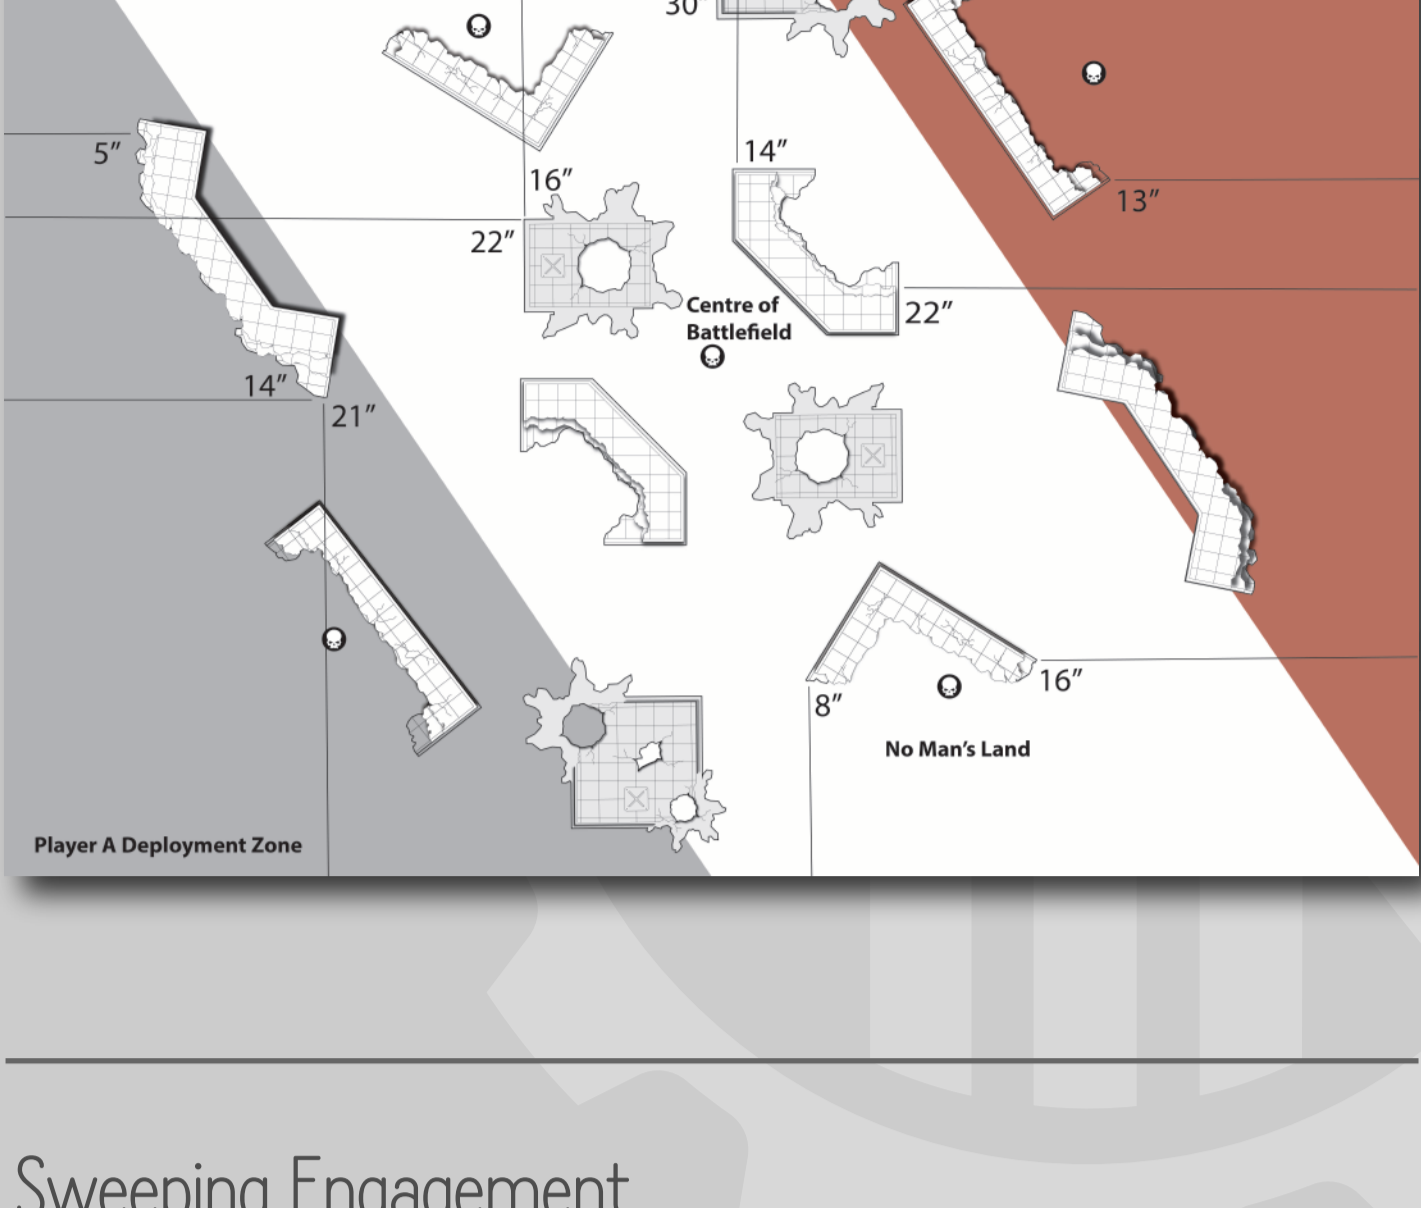 30"
5"
14"
16"
13"
22"
Centre of
Battlefield
22"
14"
21"
16"
8"
No Man's Land
Player A Deployment Zone
Sweeping Engagement